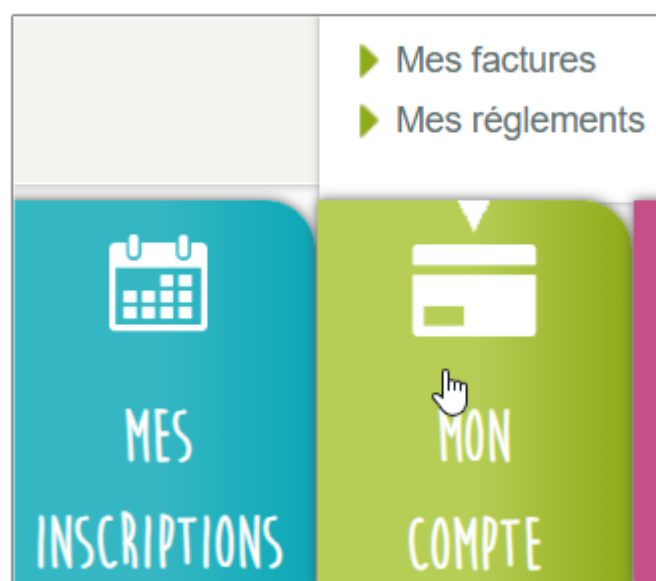 Mes factures
Mes réglements
MES
INSCRIPTIONS
MON
COMPTE